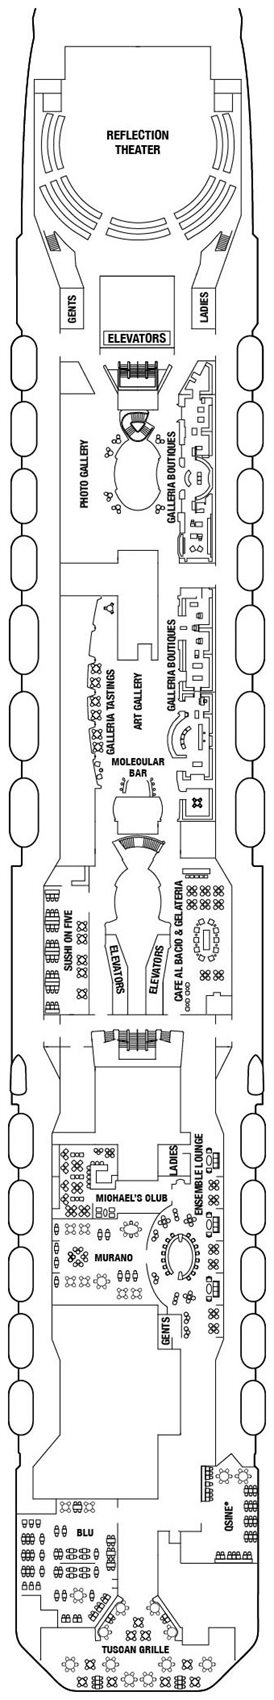 REFLECTION
THEATER
GENTS
LADIES
ELEVATORS
PHOTO GALLERY
GALLERIA BOUTIQUES
GALLERIA TASTINGS
ART GALLERY
GALLERIA BOUTIQUES
MOLECULAR
BAR
SUSHI ON FIVE
ELEVATORS
ELEVATORS
CAFE AL BACIO & GELATERIA
LADIES
ENSEMBLE LOUNGE
MICHAEL'S CLUB
MURANO
GENTS
BLU
QSINE®
TUSCAN GRILLE